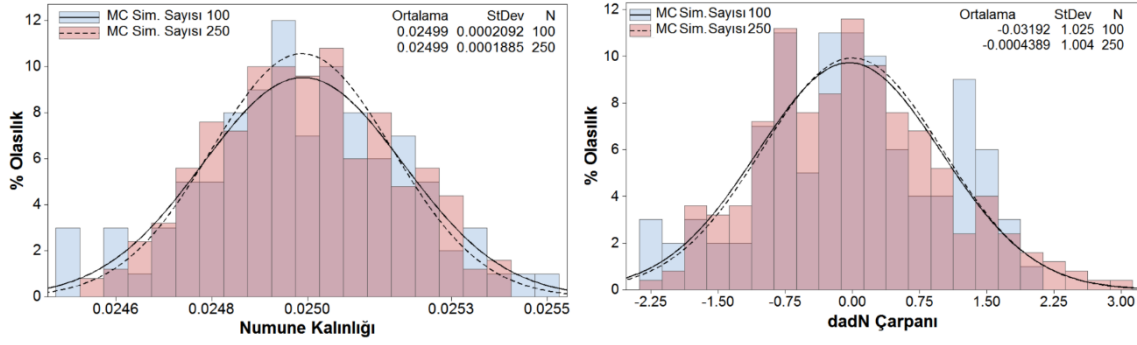 MC Sim. Sayısı 100
MC Sim. Sayısı 250
Ortalama StDev N
0.02499 0.0002092 100
0.02499 0.0001885 250
% Olasılık
12
10
8
6
4
2
0
0.0246 0.0248 0.0250 0.0253 0.0255
Numune Kalınlığı
MC Sim. Sayısı 100
MC Sim. Sayısı 250
Ortalama StDev N
-0.03192 1.025 100
-0.0004389 1.004 250
% Olasılık
12
10
8
6
4
2
0
-2.25 -1.50 -0.75 0.00 0.75 1.50 2.25 3.00
dadN Çarpanı